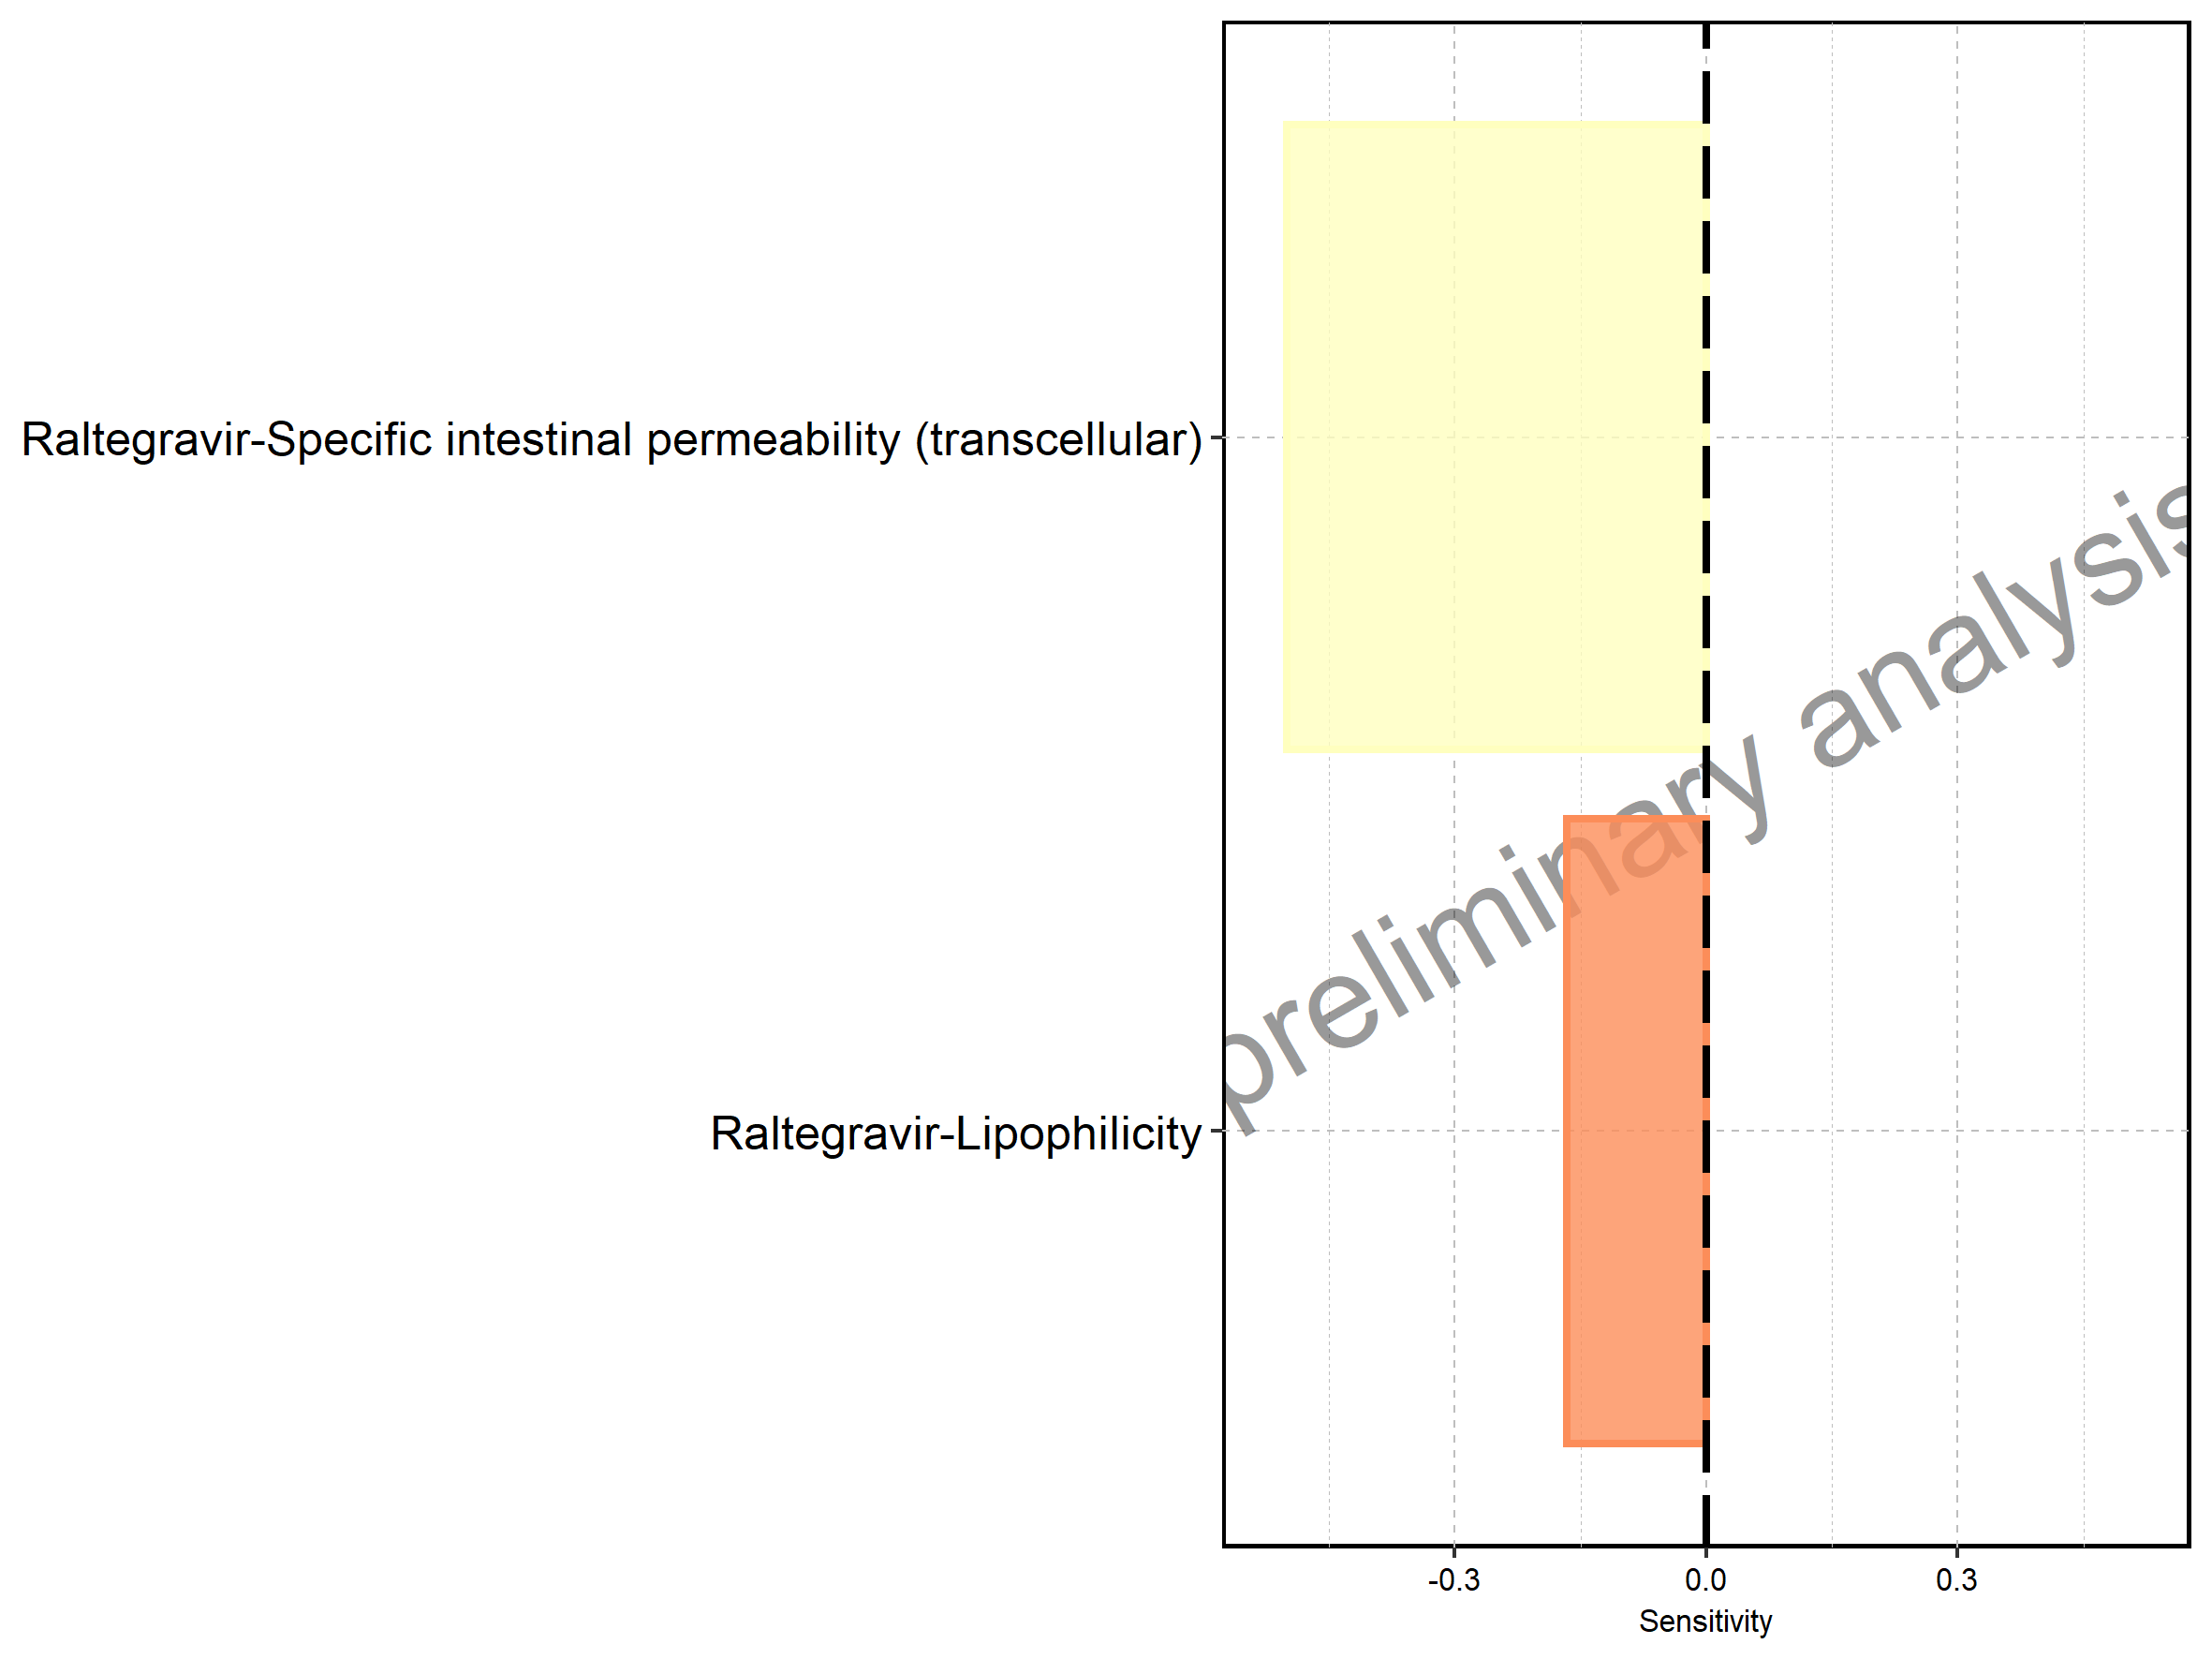 Raltegravir-Specific intestinal permeability (transcellular)
preliminary analysis
Raltegravir-Lipophilicity
-0.3 0.0 0.3
Sensitivity